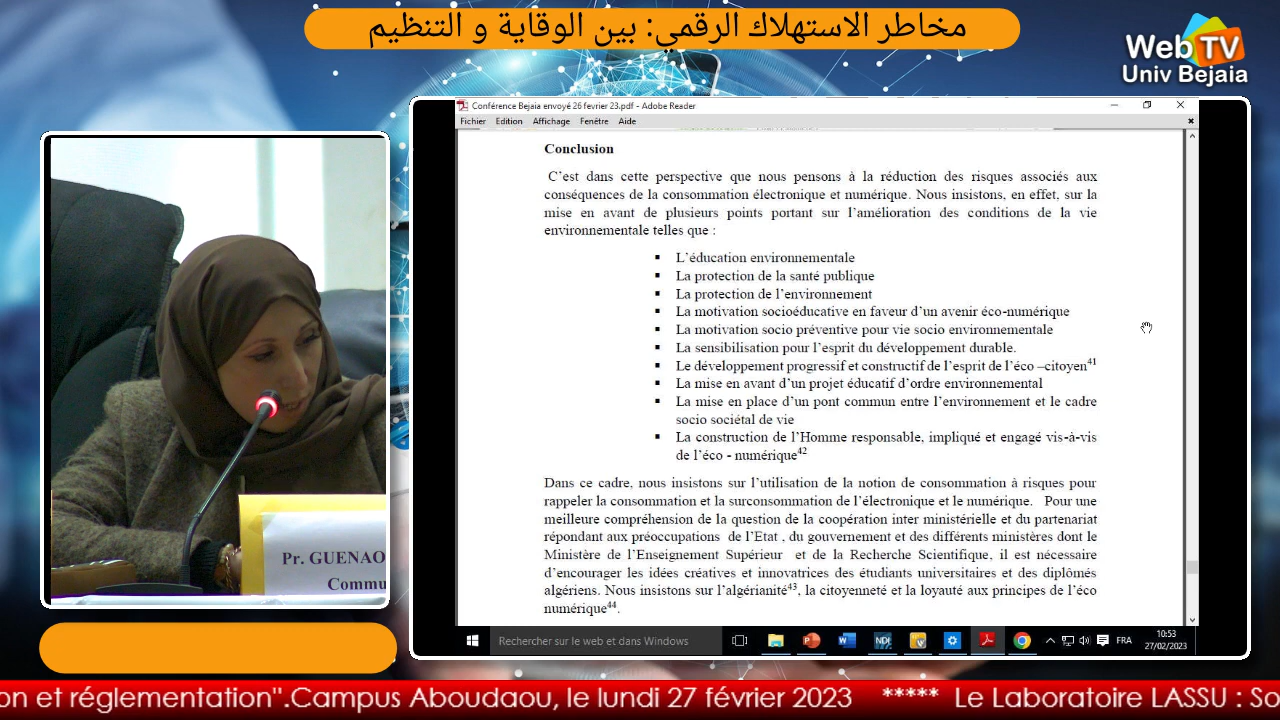 مخاطر الاستهلاك الرقمي: بين الوقاية و التنظيم
Web TV
Univ Bejaia
Conférence Bejaia envoyé 26 fevrier 23.pdf - Adobe Reader
Fichier Edition Affichage Fenêtre Aide
Conclusion
C’est dans cette perspective que nous pensons à la réduction des risques associés aux
conséquences de la consommation électronique et numérique. Nous insistons, en effet, sur la
mise en avant de plusieurs points portant sur l’amélioration des conditions de la vie
environnementale telles que :
▪ L’éducation environnementale
▪ La protection de la santé publique
▪ La protection de l’environnement
▪ La motivation socioéducative en faveur d’un avenir éco-numérique
▪ La motivation socio préventive pour vie socio environnementale
▪ La sensibilisation pour l’esprit du développement durable.
▪ Le développement progressif et constructif de l’esprit de l’éco –citoyen41
▪ La mise en avant d’un projet éducatif d’ordre environnemental
▪ La mise en place d’un pont commun entre l’environnement et le cadre
socio sociétal de vie
▪ La construction de l’Homme responsable, impliqué et engagé vis-à-vis
de l’éco - numérique42
Dans ce cadre, nous insistons sur l’utilisation de la notion de consommation à risques pour
rappeler la consommation et la surconsommation de l’électronique et le numérique. Pour une
meilleure compréhension de la question de la coopération inter ministérielle et du partenariat
répondant aux préoccupations de l’Etat , du gouvernement et des différents ministères dont le
Ministère de l’Enseignement Supérieur et de la Recherche Scientifique, il est nécessaire
d’encourager les idées créatives et innovatrices des étudiants universitaires et des diplômés
algériens. Nous insistons sur l’algérianité43, la citoyenneté et la loyauté aux principes de l’éco
numérique44.
Pr. GUENAO
Commu
Rechercher sur le web et dans Windows
NDI
FRA
10:53
27/02/2023
on et réglementation".Campus Aboudaou, le lundi 27 février 2023 ***** Le Laboratoire LASSU : So